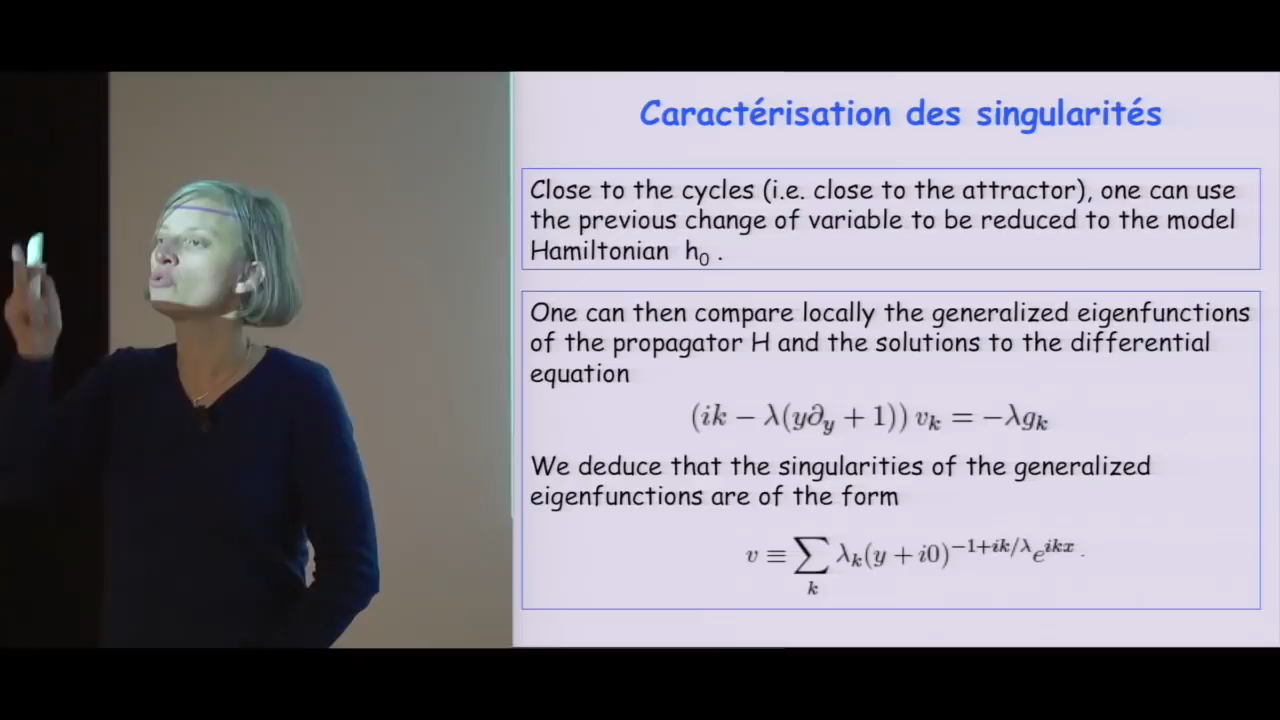 Caractérisation des singularités
Close to the cycles (i.e. close to the attractor), one can use
the previous change of variable to be reduced to the model
Hamiltonian h₀ .
One can then compare locally the generalized eigenfunctions
of the propagator H and the solutions to the differential
equation
(ik − λ(y∂_y + 1)) v_k = −λg_k
We deduce that the singularities of the generalized
eigenfunctions are of the form
v ≡ ∑_k λ_k(y + i0)^{−1+ik/λ} e^{ikx} .